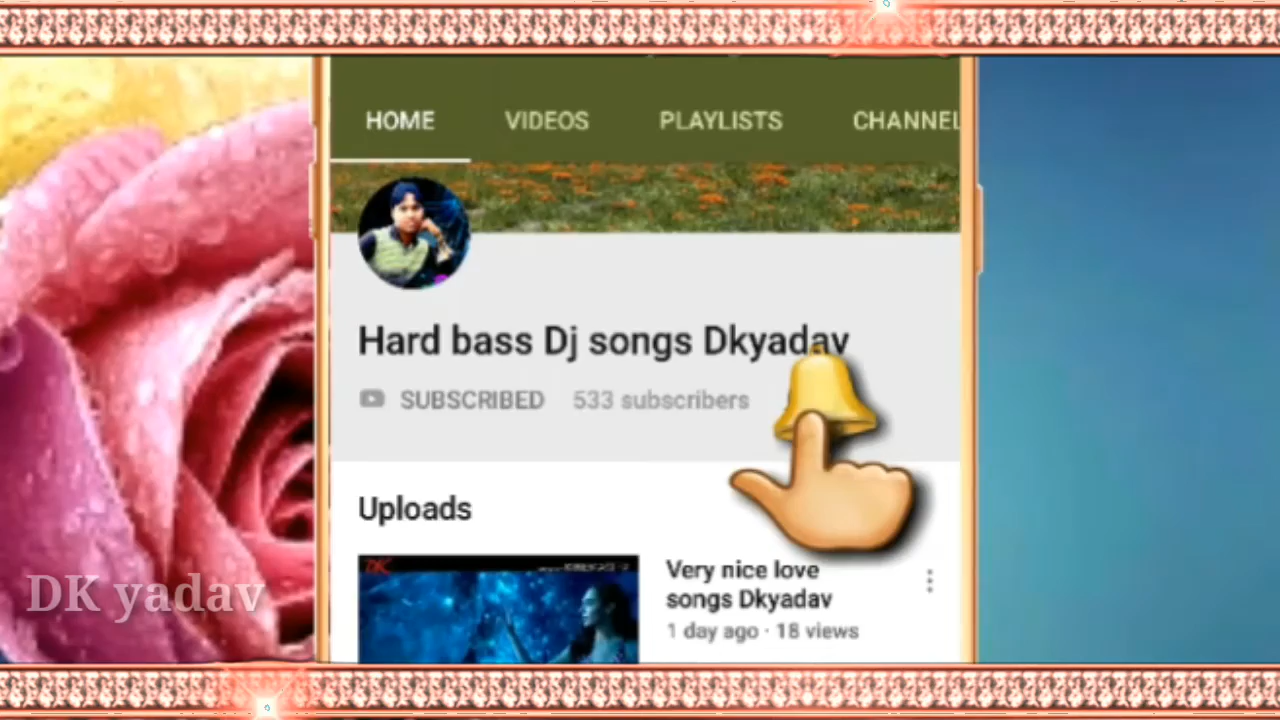 HOME VIDEOS PLAYLISTS CHANNEL
Hard bass Dj songs Dkyadav
SUBSCRIBED 533 subscribers
Uploads
DK
Very nice love
songs Dkyadav
1 day ago · 18 views
DK yadav